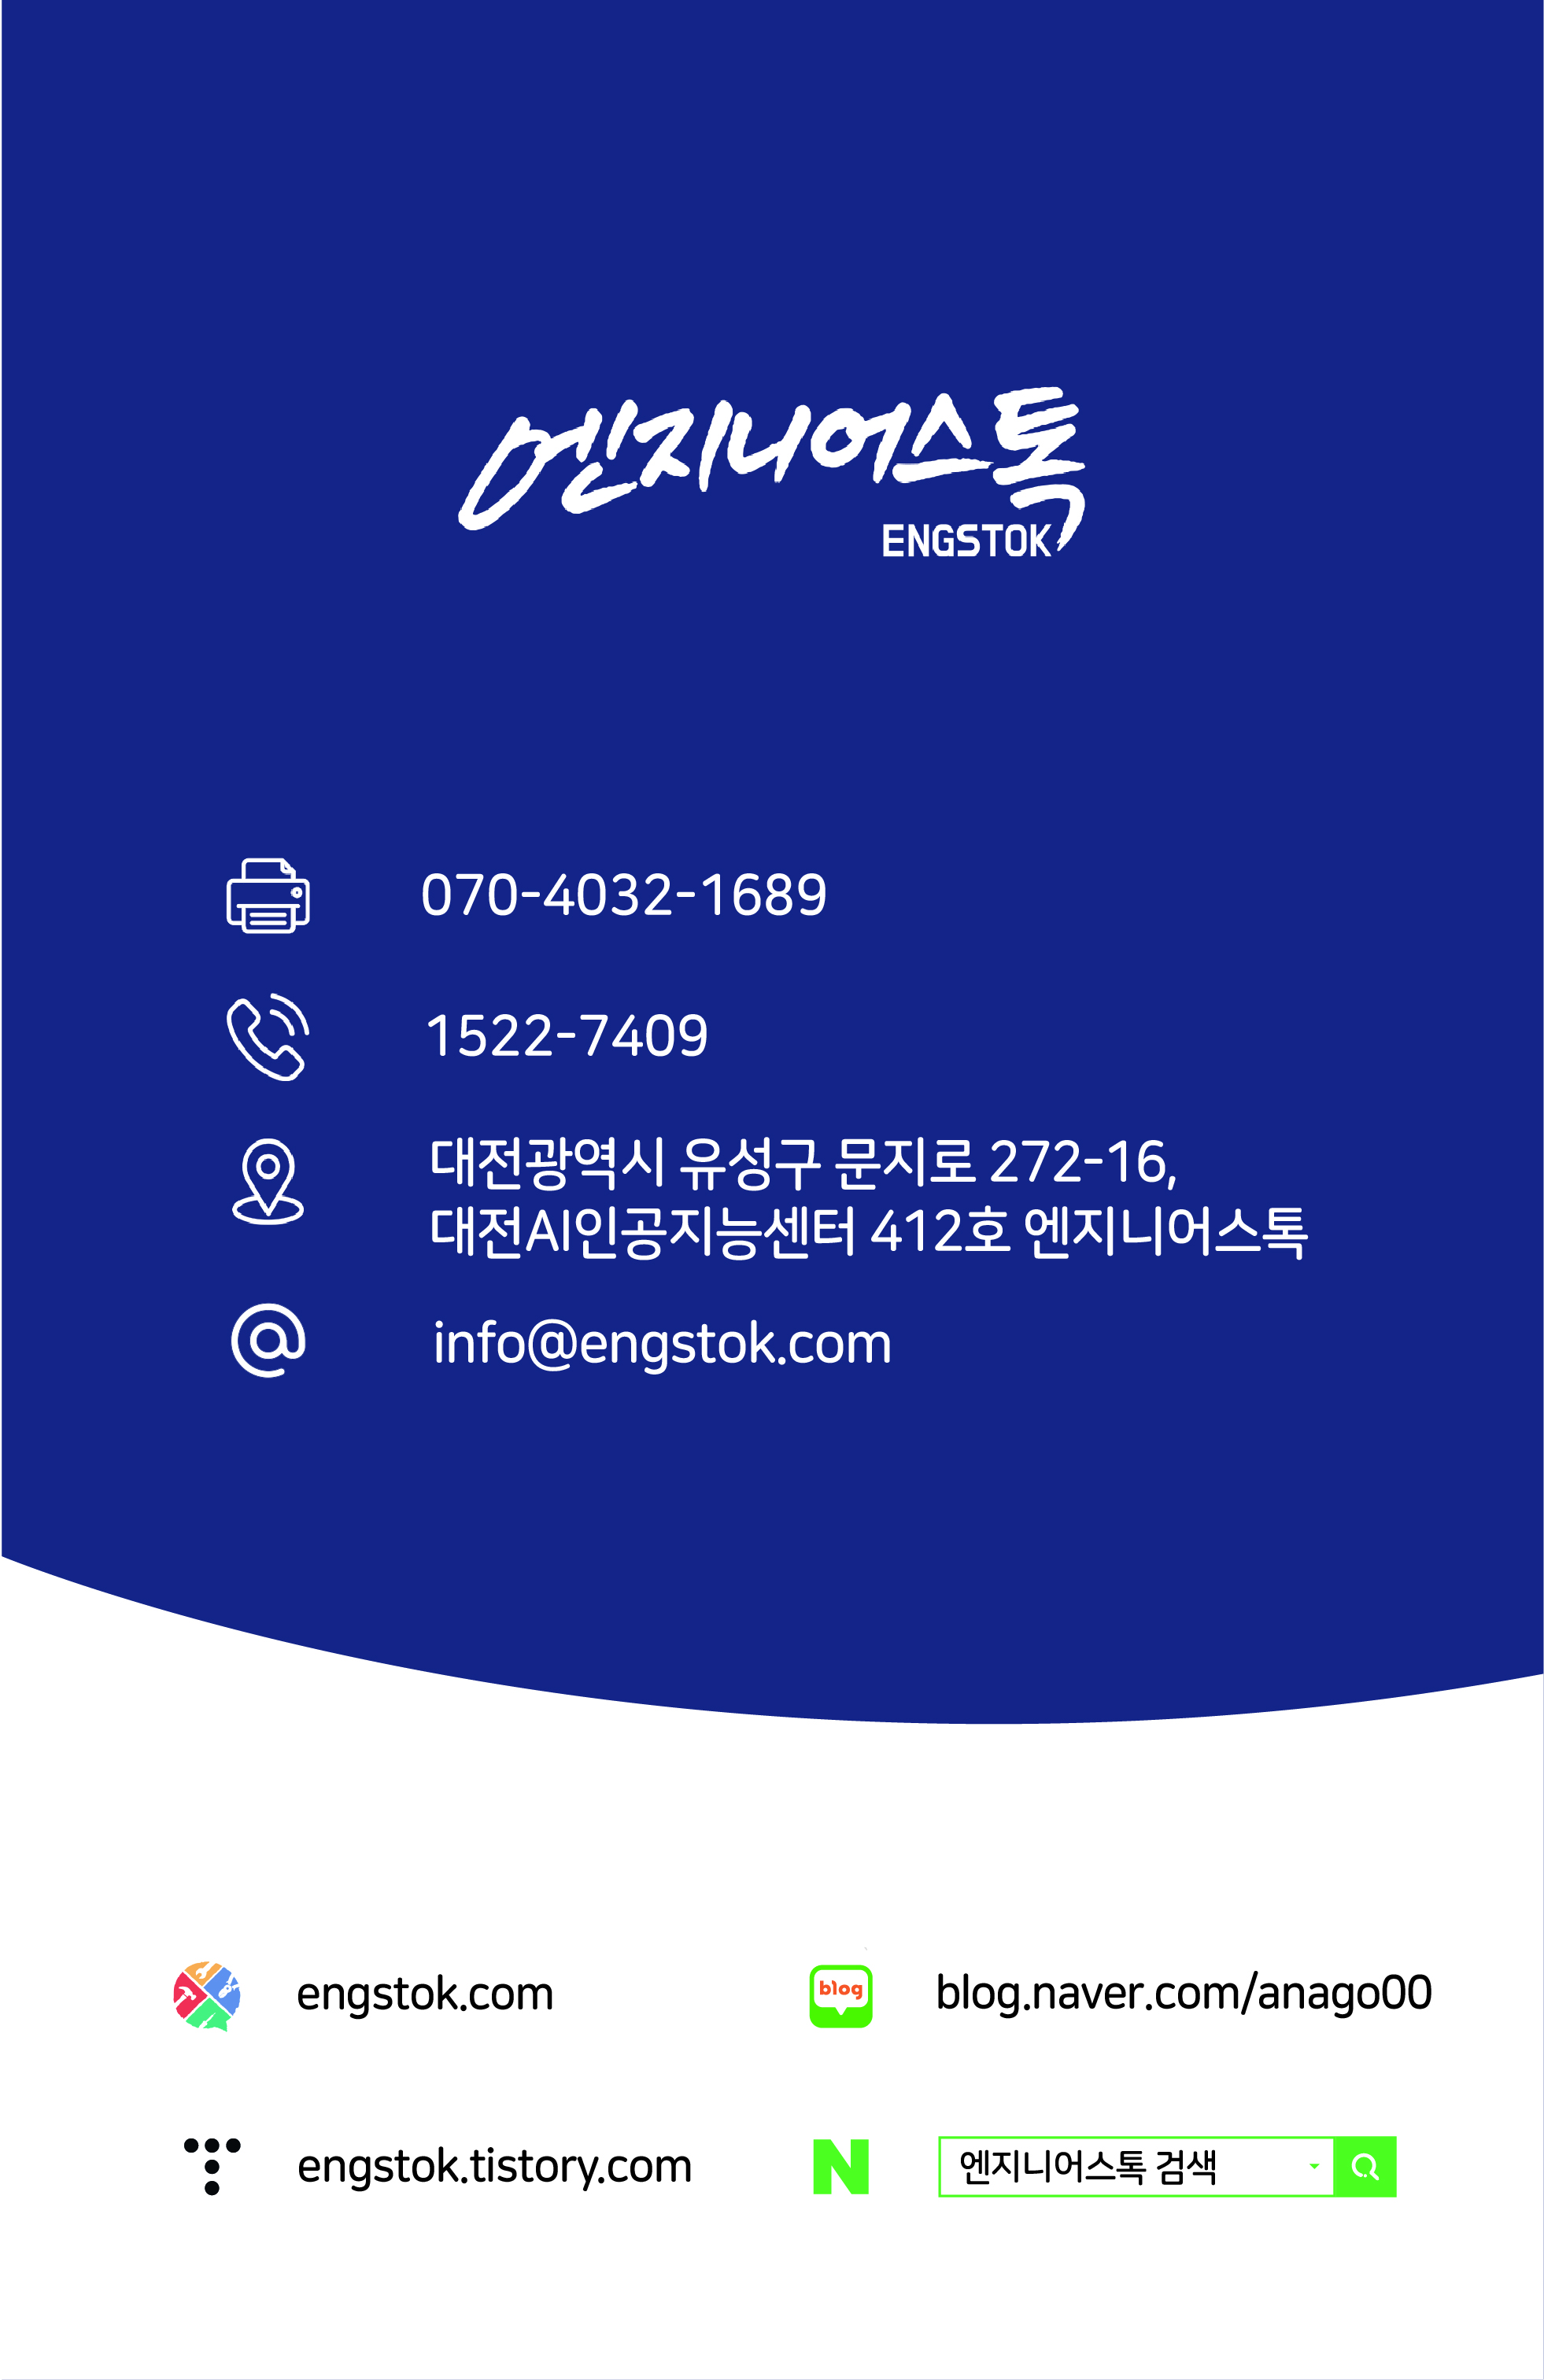 엔지니어스톡
ENGSTOK
070-4032-1689
1522-7409
대전광역시 유성구 문지로 272-16,
대전AI인공지능센터 412호 엔지니어스톡
info@engstok.com
engstok.com
blog
blog.naver.com/anago00
engstok.tistory.com
N
엔지니어스톡 검색